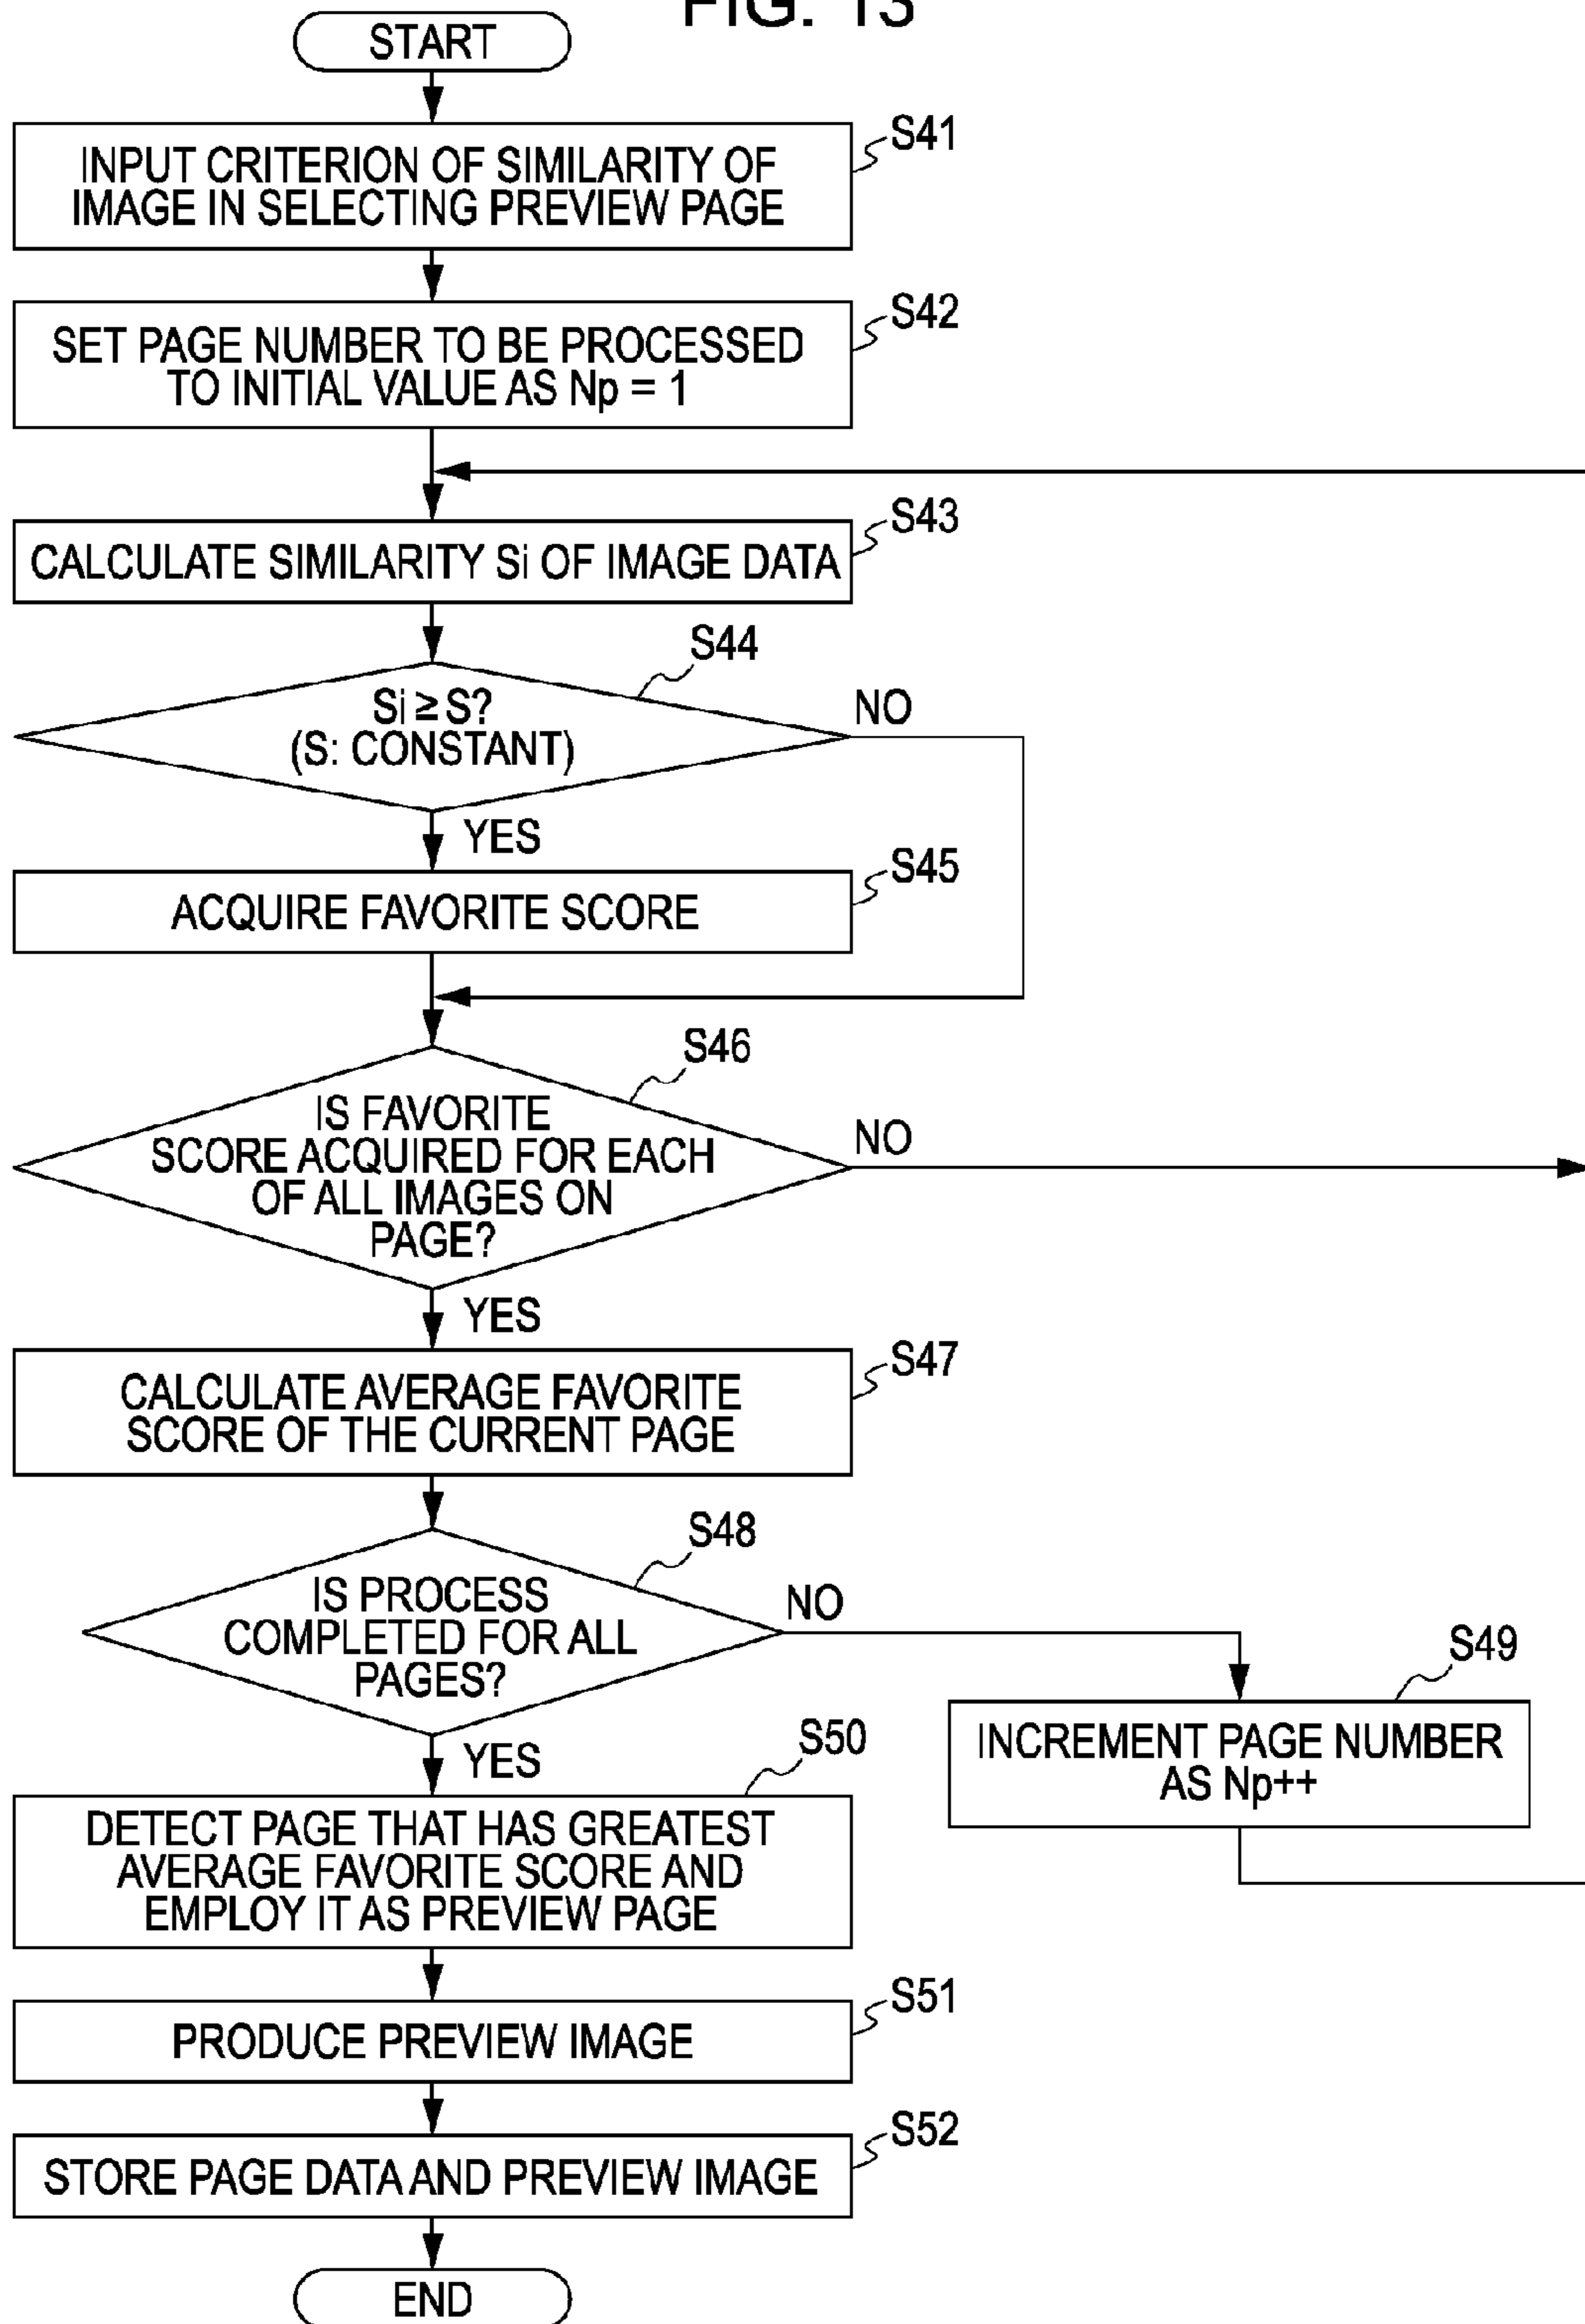 FIG. 13
START
S41
INPUT CRITERION OF SIMILARITY OF
IMAGE IN SELECTING PREVIEW PAGE
S42
SET PAGE NUMBER TO BE PROCESSED
TO INITIAL VALUE AS Np = 1
S43
CALCULATE SIMILARITY Si OF IMAGE DATA
S44
Si ≥ S?
(S: CONSTANT)
NO
YES
S45
ACQUIRE FAVORITE SCORE
S46
IS FAVORITE
SCORE ACQUIRED FOR EACH
OF ALL IMAGES ON
PAGE?
NO
YES
S47
CALCULATE AVERAGE FAVORITE
SCORE OF THE CURRENT PAGE
S48
IS PROCESS
COMPLETED FOR ALL
PAGES?
NO
S49
INCREMENT PAGE NUMBER
AS Np++
YES
S50
DETECT PAGE THAT HAS GREATEST
AVERAGE FAVORITE SCORE AND
EMPLOY IT AS PREVIEW PAGE
S51
PRODUCE PREVIEW IMAGE
S52
STORE PAGE DATA AND PREVIEW IMAGE
END